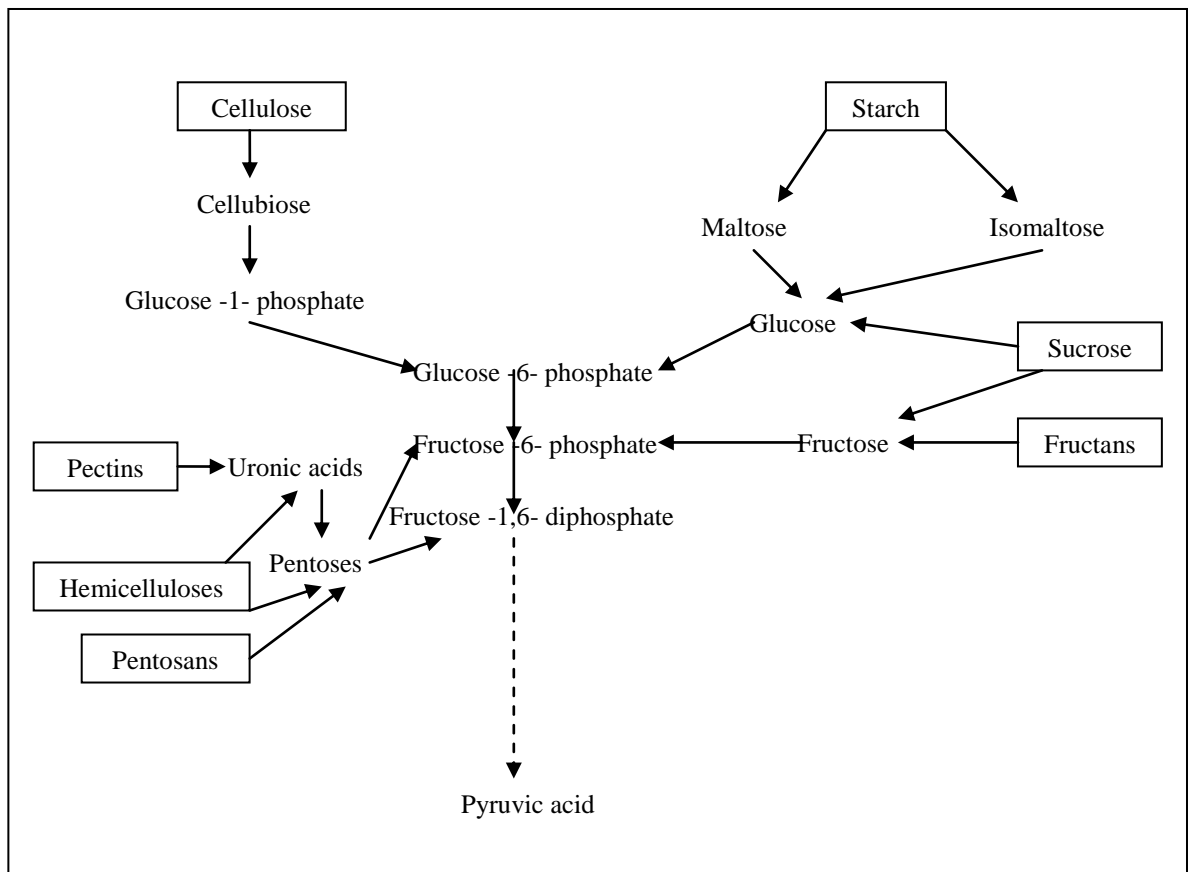 Cellulose
Starch
Cellubiose
Maltose
Isomaltose
Glucose -1- phosphate
Glucose
Sucrose
Glucose -6- phosphate
Fructose -6- phosphate
Fructose
Fructans
Pectins
Uronic acids
Fructose -1,6- diphosphate
Pentoses
Hemicelluloses
Pentosans
Pyruvic acid